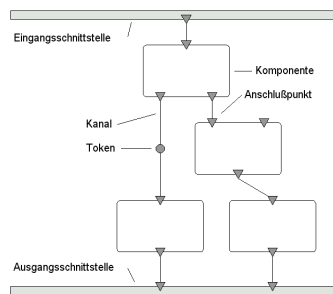 Eingangsschnittstelle
Komponente
Anschlußpunkt
Kanal
Token
Ausgangsschnittstelle